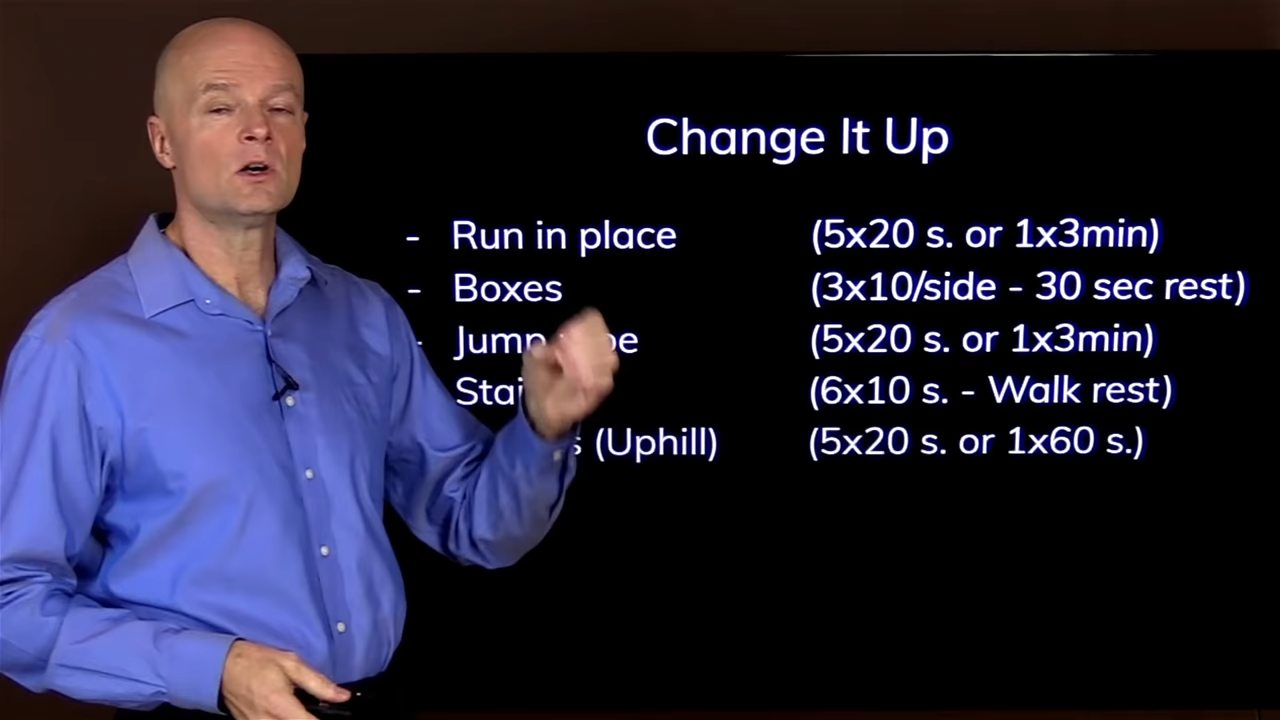 Change It Up
- Run in place (5x20 s. or 1x3min)
- Boxes (3x10/side - 30 sec rest)
Jump (5x20 s. or 1x3min)
(6x10 s. - Walk rest)
(Uphill) (5x20 s. or 1x60 s.)